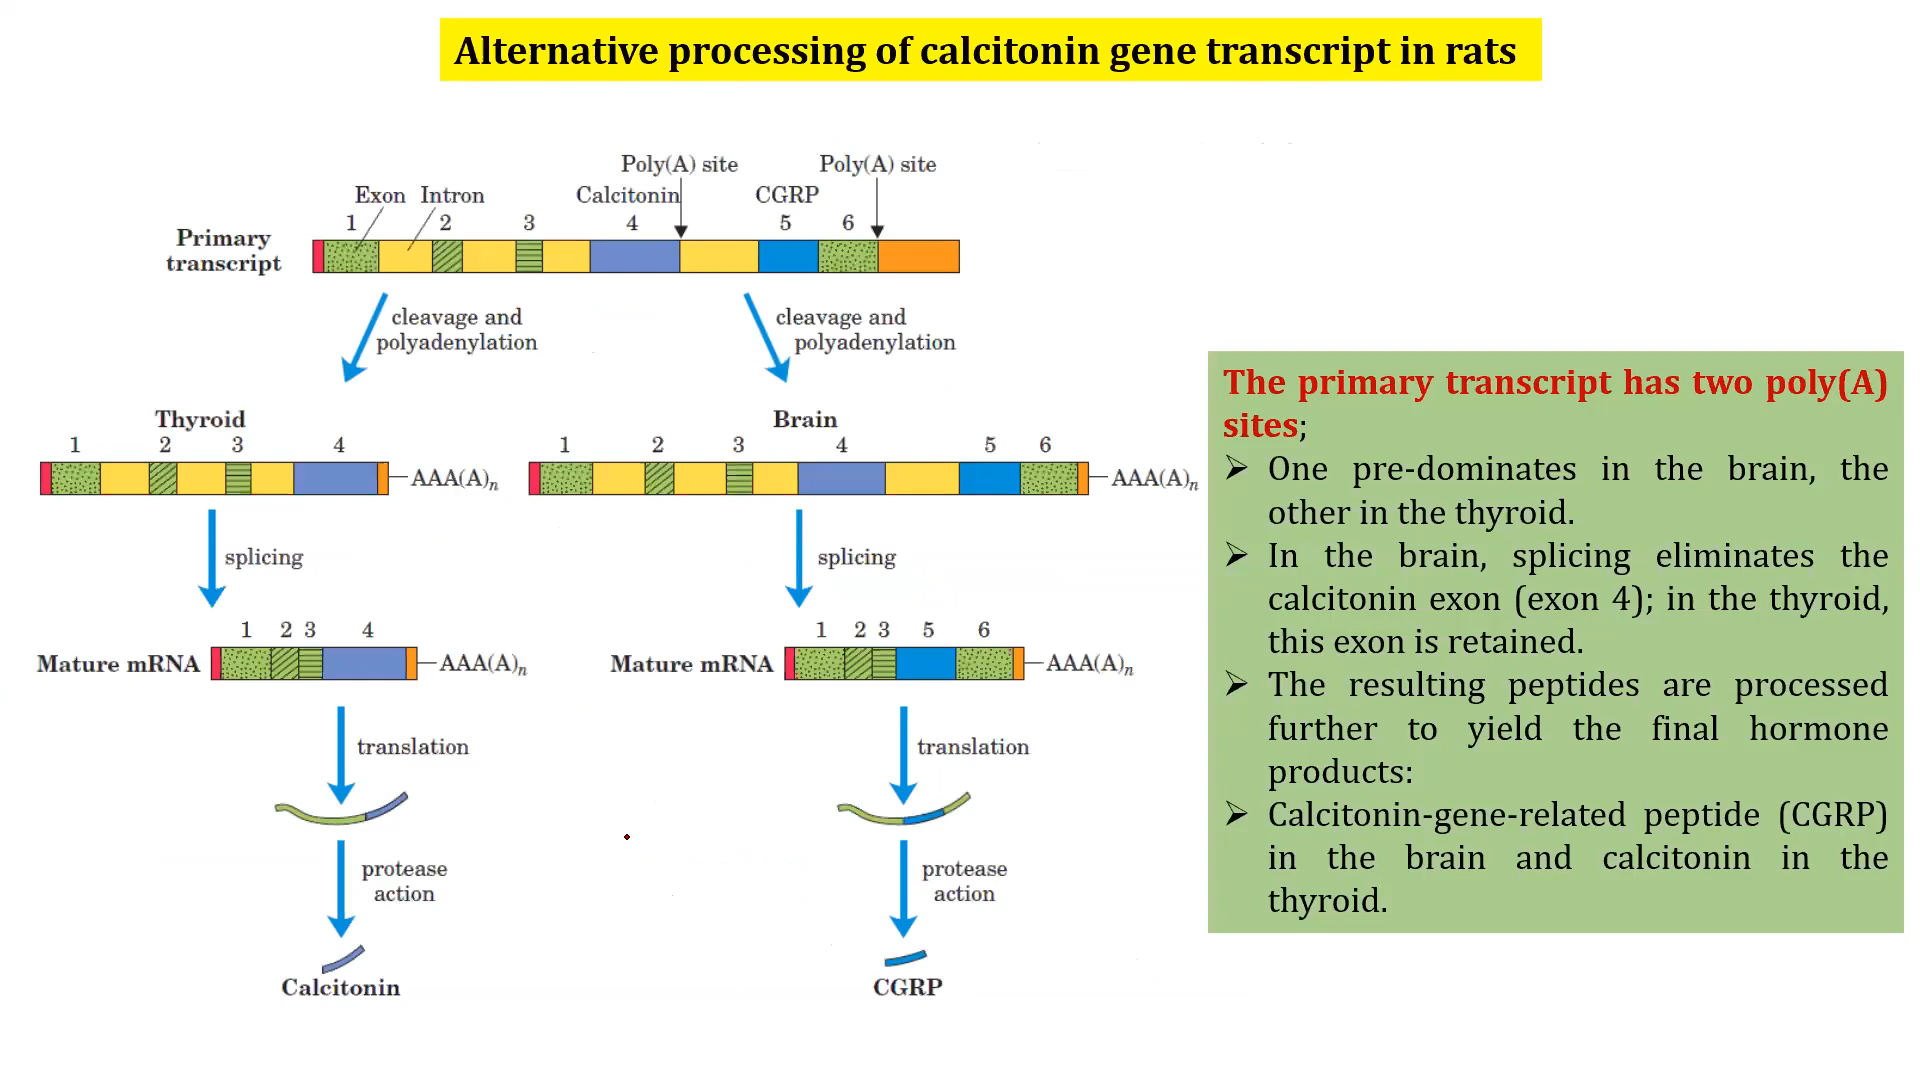 Alternative processing of calcitonin gene transcript in rats
Poly(A) site Poly(A) site
Exon Intron Calcitonin CGRP
1 2 3 4 5 6
Primary
transcript
cleavage and
polyadenylation
cleavage and
polyadenylation
Thyroid
1 2 3 4
AAA(A)n
Brain
1 2 3 4 5 6
AAA(A)n
splicing
splicing
1 2 3 4
Mature mRNA AAA(A)n
1 2 3 5 6
Mature mRNA AAA(A)n
translation
translation
protease
action
protease
action
Calcitonin
CGRP
The primary transcript has two poly(A)
sites;
➢ One pre-dominates in the brain, the
other in the thyroid.
➢ In the brain, splicing eliminates the
calcitonin exon (exon 4); in the thyroid,
this exon is retained.
➢ The resulting peptides are processed
further to yield the final hormone
products:
➢ Calcitonin-gene-related peptide (CGRP)
in the brain and calcitonin in the
thyroid.